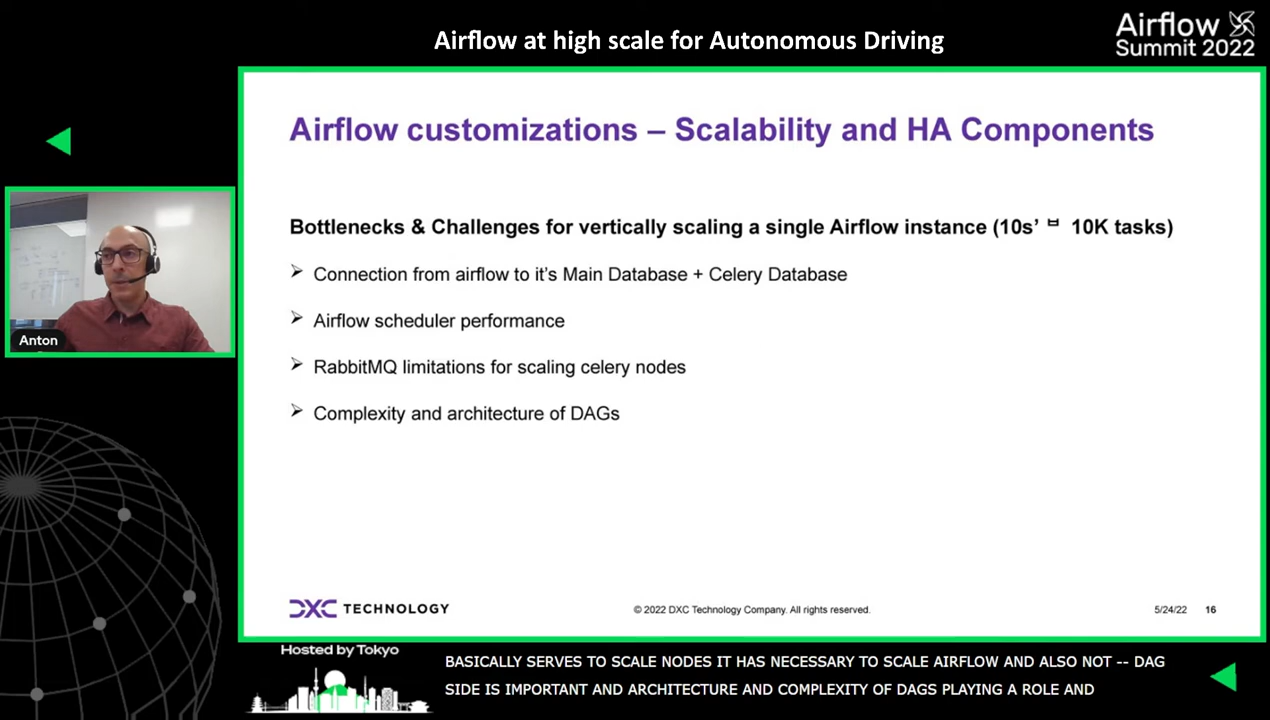 Airflow at high scale for Autonomous Driving
Airflow
Summit 2022
Airflow customizations – Scalability and HA Components
Bottlenecks & Challenges for vertically scaling a single Airflow instance (10s’ 10K tasks)
Connection from airflow to it's Main Database + Celery Database
Airflow scheduler performance
RabbitMQ limitations for scaling celery nodes
Complexity and architecture of DAGs
Anton
DXC TECHNOLOGY
© 2022 DXC Technology Company. All rights reserved.
5/24/22 16
Hosted by Tokyo
BASICALLY SERVES TO SCALE NODES IT HAS NECESSARY TO SCALE AIRFLOW AND ALSO NOT -- DAG
SIDE IS IMPORTANT AND ARCHITECTURE AND COMPLEXITY OF DAGS PLAYING A ROLE AND